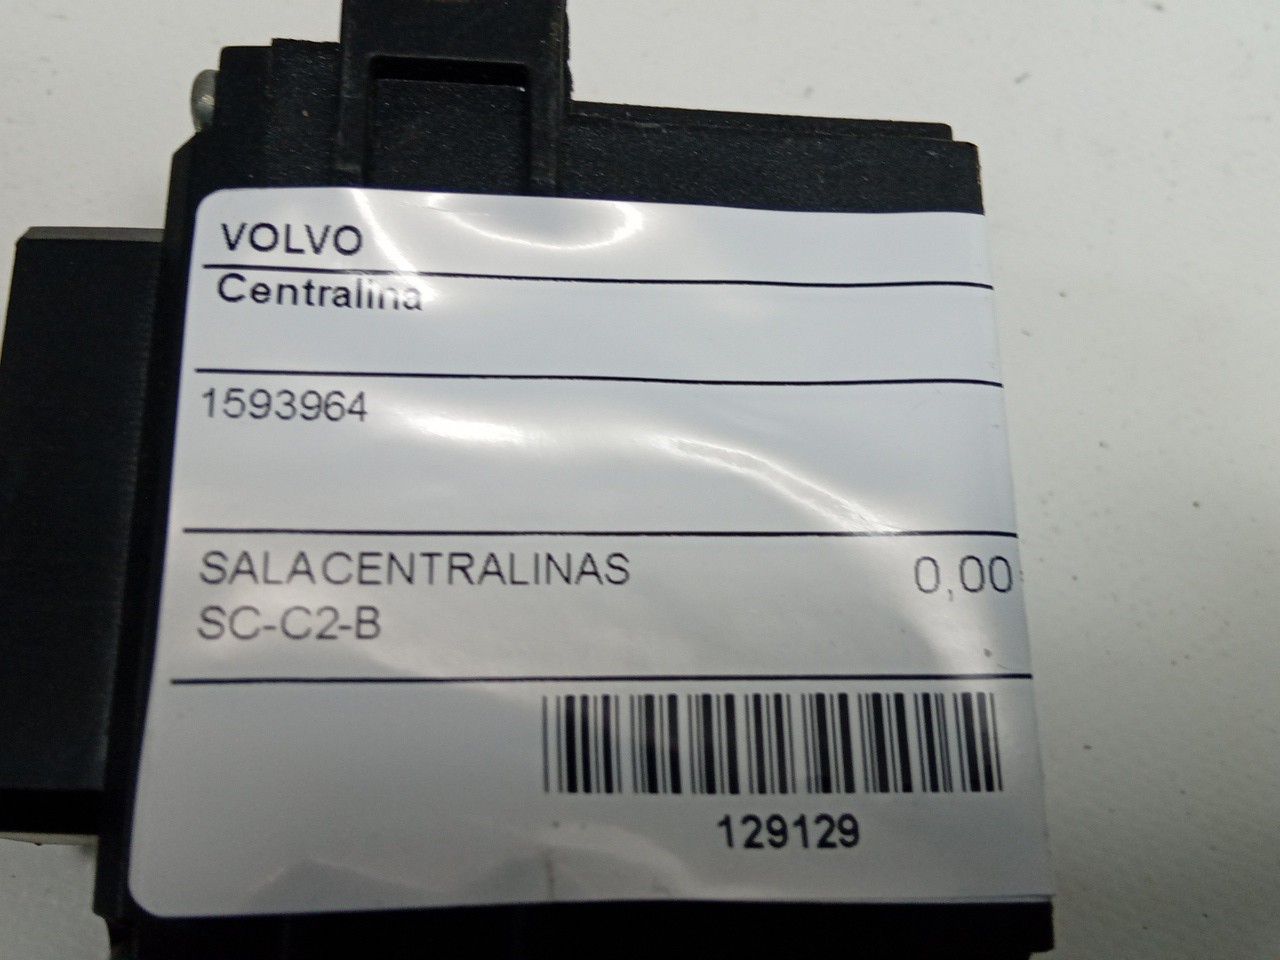 VOLVO
Centralina
1593964
SALACENTRALINAS 0,00
SC-C2-B
129129